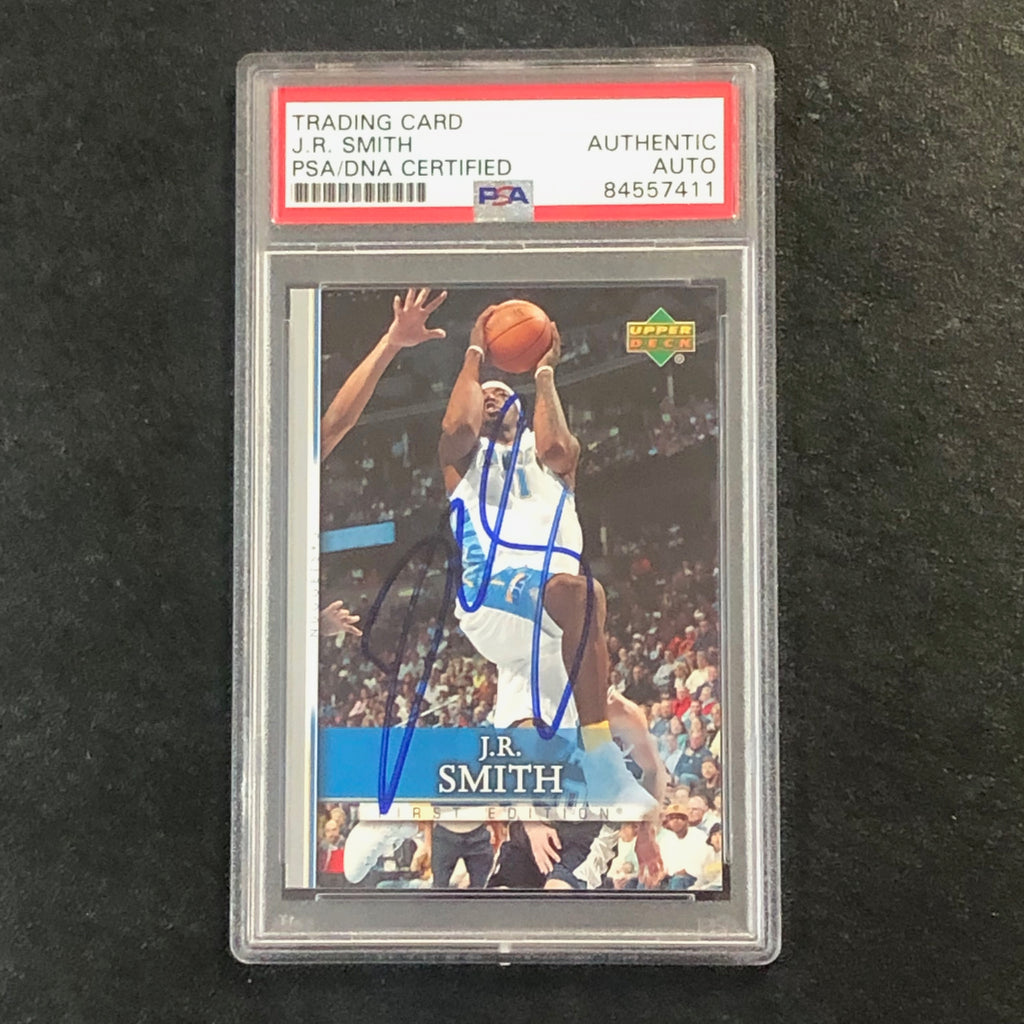 TRADING CARD
J.R. SMITH
PSA/DNA CERTIFIED
AUTHENTIC
AUTO
84557411
PSA
UPPER
DECK
J.R.
SMITH
FIRST EDITION®